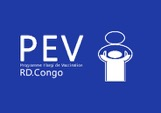 PEV
Programme Elargi de Vaccination
RD.Congo